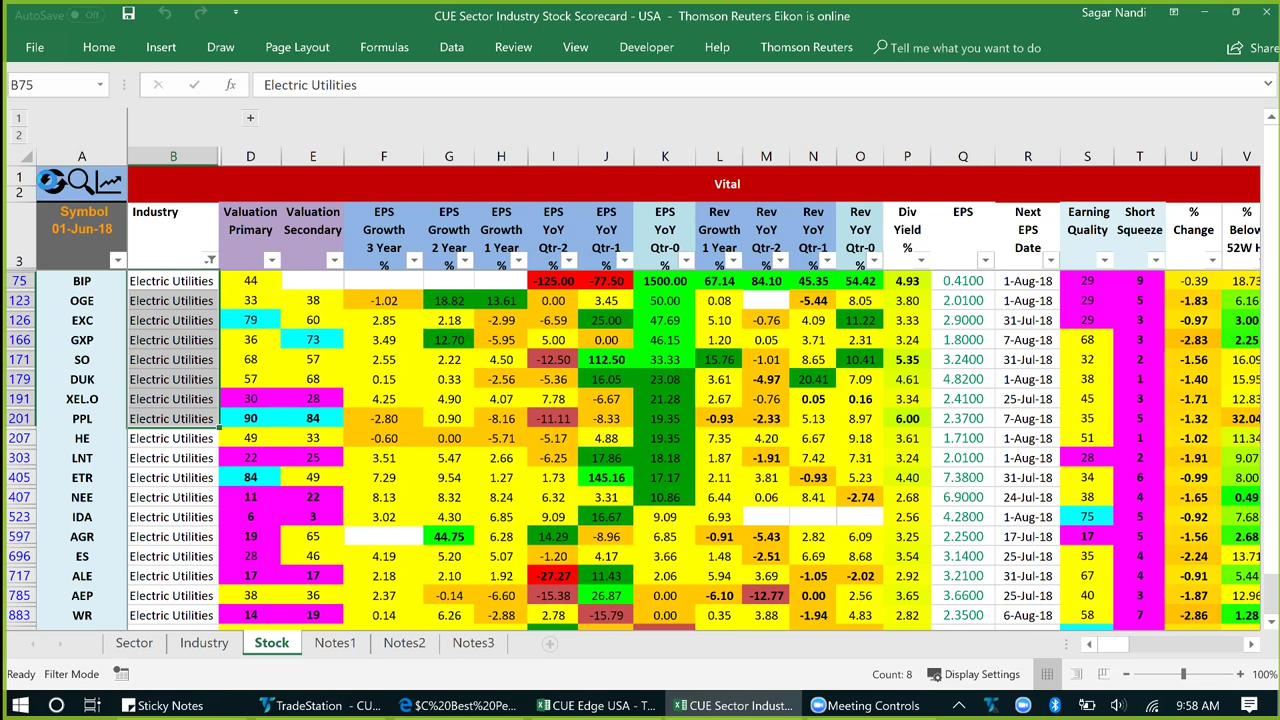 AutoSave Off CUE Sector Industry Stock Scorecard - USA - Thomson Reuters Eikon is online Sagar Nandi
File Home Insert Draw Page Layout Formulas Data Review View Developer Help Thomson Reuters Tell me what you want to do Share
B75 fx Electric Utilities
1
2
A B D E F G H I J K L M N O P Q R S T U V
1 Vital
2
3 Symbol 01-Jun-18 Industry Valuation Primary Valuation Secondary EPS Growth 3 Year % EPS Growth 2 Year % EPS Growth 1 Year % EPS YoY Qtr-2 % EPS YoY Qtr-1 % EPS YoY Qtr-0 % Rev Growth 1 Year % Rev YoY Qtr-2 % Rev YoY Qtr-1 % Rev YoY Qtr-0 % Div Yield % EPS Next EPS Date Earning Quality Short Squeeze % Change % Below 52W H
75 BIP Electric Utilities 44 -125.00 -77.50 1500.00 67.14 84.10 45.35 54.42 4.93 0.4100 1-Aug-18 29 9 -0.39 18.73
123 OGE Electric Utilities 33 38 -1.02 18.82 13.61 0.00 3.45 50.00 0.08 -5.44 8.05 3.80 2.0100 1-Aug-18 29 5 -1.83 6.16
126 EXC Electric Utilities 79 60 2.85 2.18 -2.99 -6.59 25.00 47.69 5.10 -0.76 4.09 11.22 3.33 2.9000 31-Jul-18 29 3 -0.97 3.00
166 GXP Electric Utilities 36 73 3.49 12.70 -5.95 5.00 0.00 46.15 1.20 0.05 3.71 2.31 3.24 1.8000 7-Aug-18 68 3 -2.83 2.25
171 SO Electric Utilities 68 57 2.55 2.22 4.50 -12.50 112.50 33.33 15.76 -1.01 8.65 10.41 5.35 3.2400 31-Jul-18 32 2 -1.56 16.09
179 DUK Electric Utilities 57 68 0.15 0.33 -2.56 -5.36 16.05 23.08 3.61 -4.97 20.41 7.09 4.61 4.8200 1-Aug-18 38 1 -1.40 15.95
191 XEL.O Electric Utilities 30 28 4.25 4.90 4.07 7.78 -6.67 21.28 2.67 -0.76 0.05 0.16 3.34 2.4100 25-Jul-18 45 3 -1.71 12.83
201 PPL Electric Utilities 90 84 -2.80 0.90 -8.16 -11.11 -8.33 19.35 -0.93 -2.33 5.13 8.97 6.00 2.3700 7-Aug-18 35 5 -1.32 32.04
207 HE Electric Utilities 49 33 -0.60 0.00 -5.71 -5.17 4.88 19.35 7.35 4.20 6.67 9.08 3.61 1.7100 1-Aug-18 51 1 -1.02 11.34
303 LNT Electric Utilities 22 25 3.51 5.47 2.66 -6.25 17.86 18.18 1.87 -1.91 7.42 7.31 3.24 2.0100 1-Aug-18 28 2 -1.91 9.07
405 ETR Electric Utilities 84 49 7.29 9.54 1.27 1.73 145.16 17.17 2.11 3.81 -0.93 5.23 4.40 7.3800 1-Aug-18 34 6 -0.99 8.00
407 NEE Electric Utilities 11 22 8.13 8.32 8.24 6.32 3.31 10.86 6.44 0.06 8.41 -2.74 2.68 6.9000 24-Jul-18 38 4 -1.65 0.49
523 IDA Electric Utilities 6 3 3.02 4.30 6.85 9.09 16.67 9.09 6.93 2.56 4.2800 1-Aug-18 75 5 -0.92 7.68
597 AGR Electric Utilities 19 65 44.75 6.28 14.29 -8.96 6.85 -0.91 -5.43 2.82 6.09 3.25 2.2500 17-Jul-18 17 5 -1.56 2.68
696 ES Electric Utilities 28 46 4.19 5.20 5.07 -1.20 4.17 3.66 1.48 -2.51 6.69 8.68 3.54 3.1400 25-Jul-18 35 4 -2.24 13.71
717 ALE Electric Utilities 17 17 2.18 2.10 1.92 -27.27 11.43 2.06 5.94 3.69 -1.05 -2.02 2.92 3.2100 31-Jul-18 67 4 -0.91 5.44
785 AEP Electric Utilities 38 36 2.37 -0.14 -6.60 -15.38 26.87 0.00 -6.10 -12.77 0.00 2.56 3.65 3.6600 25-Jul-18 40 3 -1.87 12.96
883 WR Electric Utilities 14 19 0.14 6.26 -2.88 2.78 -15.79 0.00 0.35 3.88 -1.94 4.83 2.82 2.3500 6-Aug-18 58 7 -2.86 1.28
Sector Industry Stock Notes1 Notes2 Notes3
Ready Filter Mode Count: 8 Display Settings 100%
Sticky Notes TradeStation - CU... $C%20Best%20Pe... CUE Edge USA - T... CUE Sector Indust... Meeting Controls 9:58 AM